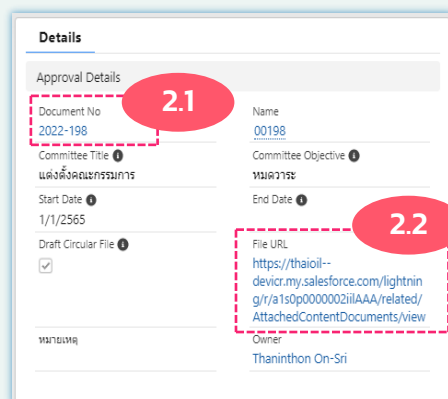 Details
Approval Details
2.1
Document No
Name
2022-198
00198
Committee Title
Committee Objective
แต่งตั้งคณะกรรมการ
หมดวาระ
Start Date
End Date
1/1/2565
2.2
Draft Circular File
File URL
https://thaioil--
devicr.my.salesforce.com/lightnin
g/r/a1s0p0000002iilAAA/related/
AttachedContentDocuments/view
หมายเหตุ
Owner
Thaninthon On-Sri